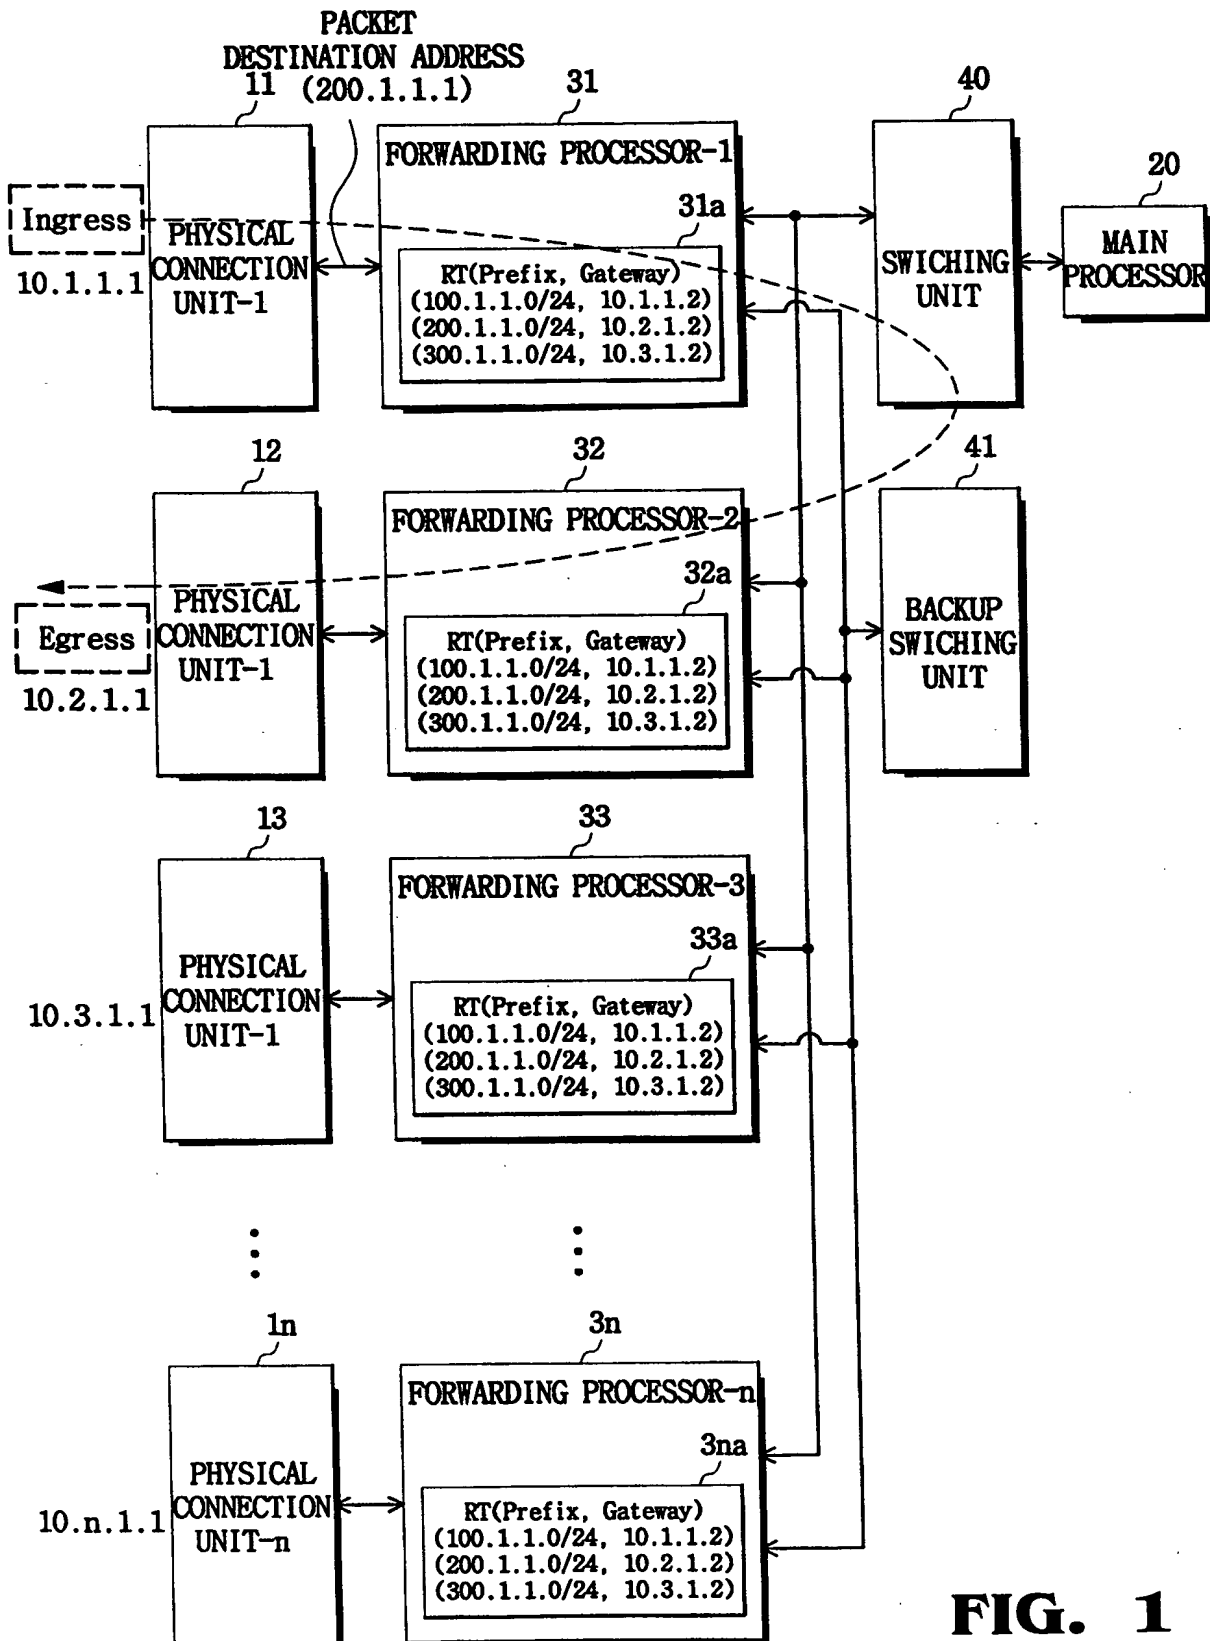 PACKET
DESTINATION ADDRESS
(200.1.1.1)
11
31
40
20
FORWARDING PROCESSOR-1
31a
Ingress
10.1.1.1
PHYSICAL
CONNECTION
UNIT-1
RT(Prefix, Gateway)
(100.1.1.0/24, 10.1.1.2)
(200.1.1.0/24, 10.2.1.2)
(300.1.1.0/24, 10.3.1.2)
SWICHING
UNIT
MAIN
PROCESSOR
12
32
41
FORWARDING PROCESSOR-2
32a
PHYSICAL
CONNECTION
UNIT-1
Egress
10.2.1.1
RT(Prefix, Gateway)
(100.1.1.0/24, 10.1.1.2)
(200.1.1.0/24, 10.2.1.2)
(300.1.1.0/24, 10.3.1.2)
BACKUP
SWICHING
UNIT
13
33
FORWARDING PROCESSOR-3
33a
10.3.1.1
PHYSICAL
CONNECTION
UNIT-1
RT(Prefix, Gateway)
(100.1.1.0/24, 10.1.1.2)
(200.1.1.0/24, 10.2.1.2)
(300.1.1.0/24, 10.3.1.2)
1n
3n
FORWARDING PROCESSOR-n
3na
10.n.1.1
PHYSICAL
CONNECTION
UNIT-n
RT(Prefix, Gateway)
(100.1.1.0/24, 10.1.1.2)
(200.1.1.0/24, 10.2.1.2)
(300.1.1.0/24, 10.3.1.2)
FIG. 1